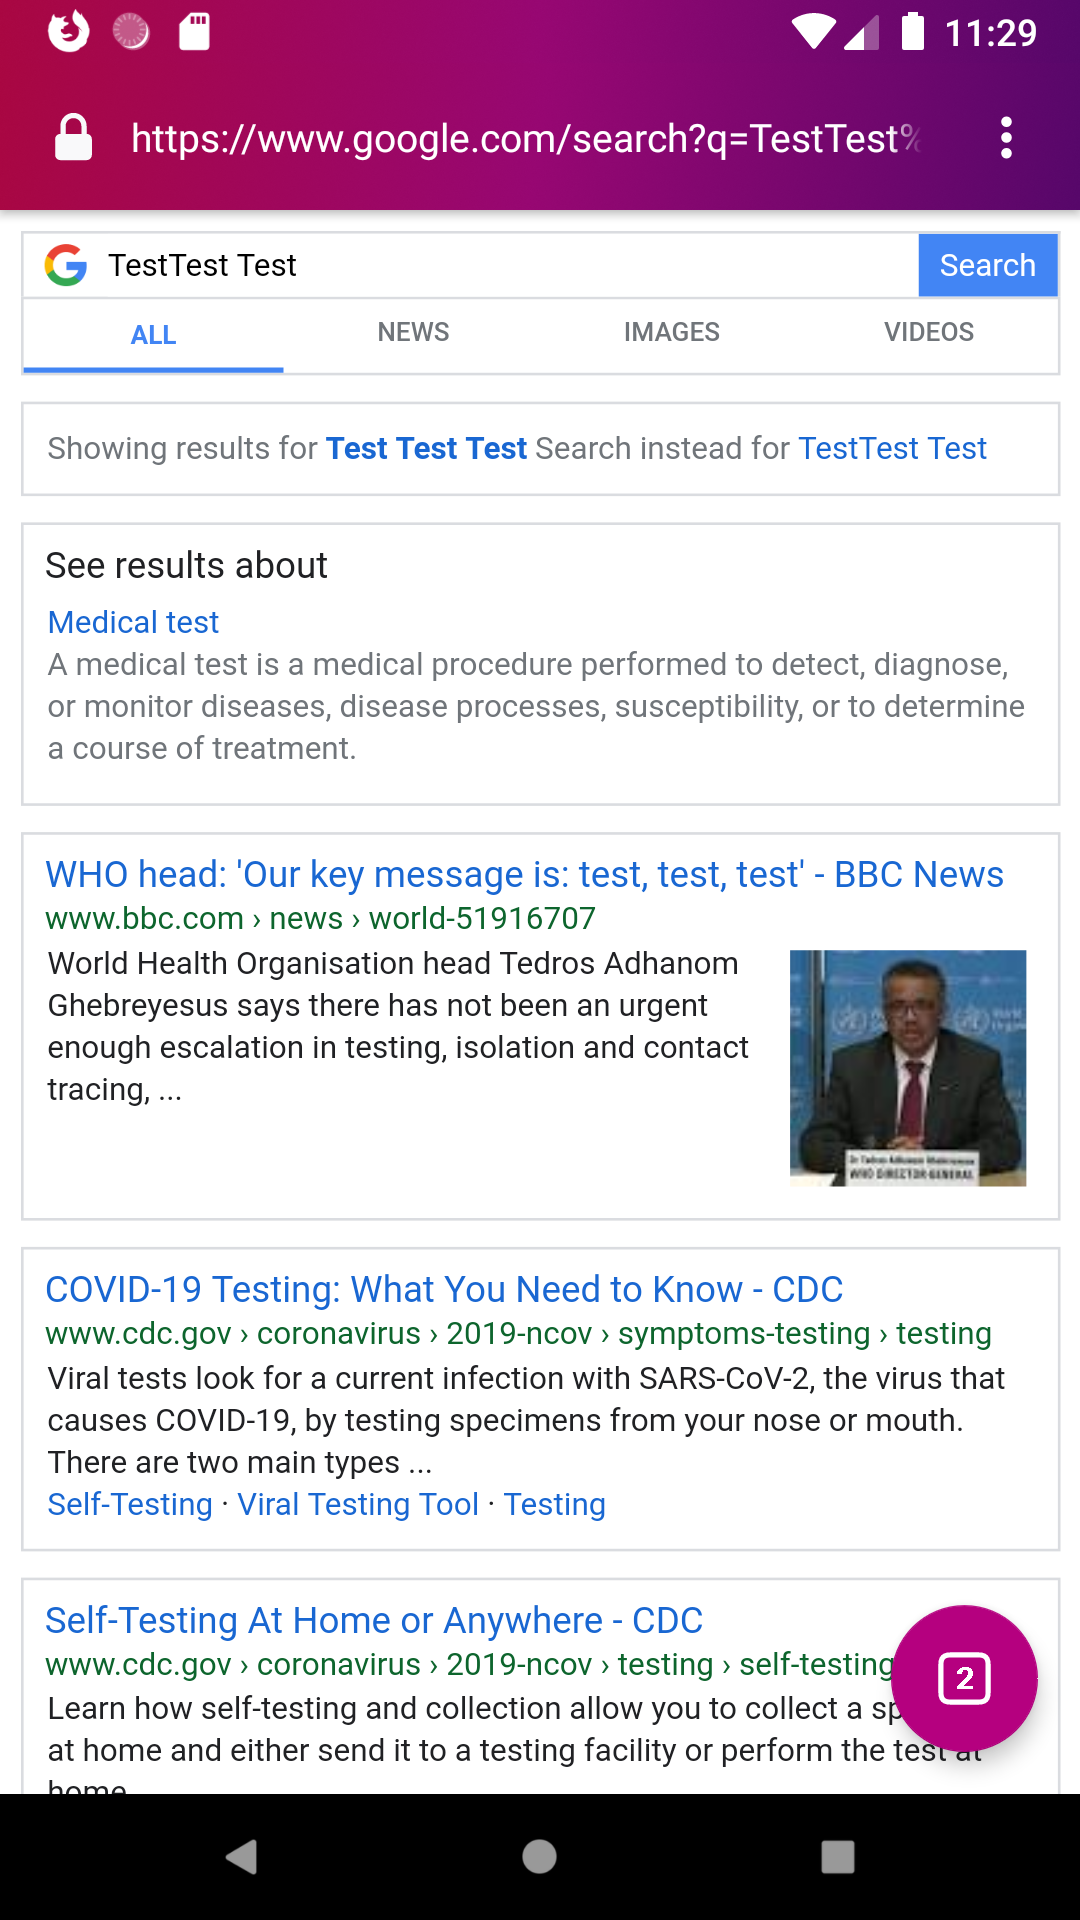 11:29
https://www.google.com/search?q=TestTest%
TestTest Test
Search
ALL
NEWS
IMAGES
VIDEOS
Showing results for Test Test Test Search instead for TestTest Test
See results about
Medical test
A medical test is a medical procedure performed to detect, diagnose,
or monitor diseases, disease processes, susceptibility, or to determine
a course of treatment.
WHO head: 'Our key message is: test, test, test' - BBC News
www.bbc.com › news › world-51916707
World Health Organisation head Tedros Adhanom
Ghebreyesus says there has not been an urgent
enough escalation in testing, isolation and contact
tracing, ...
WHO DIRECTOR-GENERAL
COVID-19 Testing: What You Need to Know - CDC
www.cdc.gov › coronavirus › 2019-ncov › symptoms-testing › testing
Viral tests look for a current infection with SARS-CoV-2, the virus that
causes COVID-19, by testing specimens from your nose or mouth.
There are two main types ...
Self-Testing · Viral Testing Tool · Testing
Self-Testing At Home or Anywhere - CDC
www.cdc.gov › coronavirus › 2019-ncov › testing › self-testing
Learn how self-testing and collection allow you to collect a sp
at home and either send it to a testing facility or perform the test at
home
2